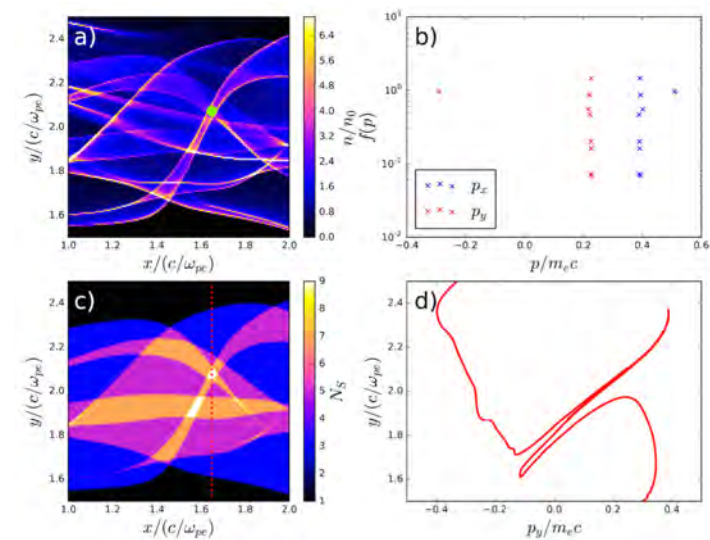 a)
2.4
2.2
2.0
1.8
1.6
y/(c/ω_pe)
1.0 1.2 1.4 1.6 1.8 2.0
x/(c/ω_pe)
6.4
5.6
4.8
4.0
3.2
2.4
1.6
0.8
0.0
n/n_0
b)
10^1
10^0
10^-1
10^-2
f(p)
p_x
p_y
−0.4 −0.2 0.0 0.2 0.4 0.6
p/m_e c
c)
2.4
2.2
2.0
1.8
1.6
y/(c/ω_pe)
1.0 1.2 1.4 1.6 1.8 2.0
x/(c/ω_pe)
9
8
7
6
5
4
3
2
1
N_S
d)
2.4
2.2
2.0
1.8
1.6
y/(c/ω_pe)
−0.4 −0.2 0.0 0.2 0.4
p_y/m_e c